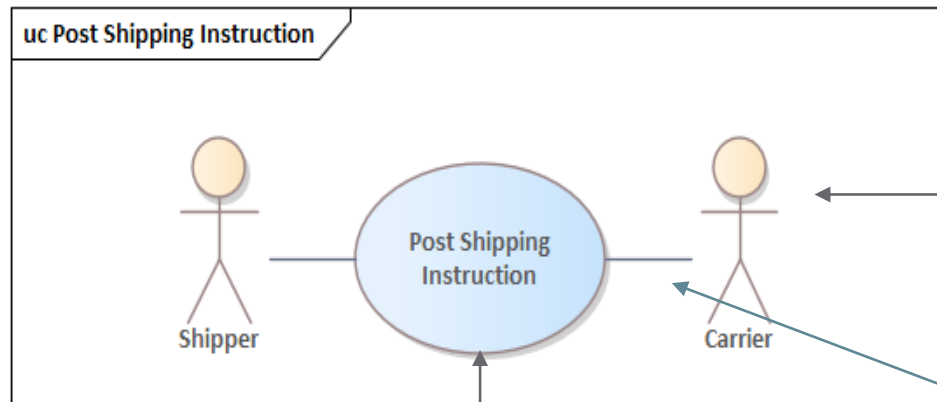 uc Post Shipping Instruction
Post Shipping
Instruction
Shipper
Carrier